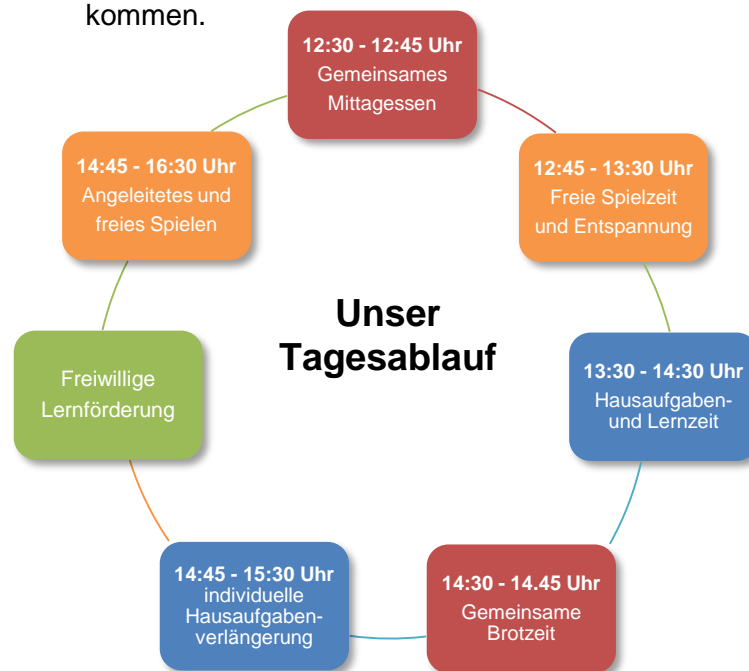 kommen.
12:30 - 12:45 Uhr
Gemeinsames
Mittagessen
12:45 - 13:30 Uhr
Freie Spielzeit
und Entspannung
13:30 - 14:30 Uhr
Hausaufgaben-
und Lernzeit
14:30 - 14.45 Uhr
Gemeinsame
Brotzeit
14:45 - 15:30 Uhr
individuelle
Hausaufgaben-
verlängerung
Freiwillige
Lernförderung
14:45 - 16:30 Uhr
Angeleitetes und
freies Spielen
Unser
Tagesablauf